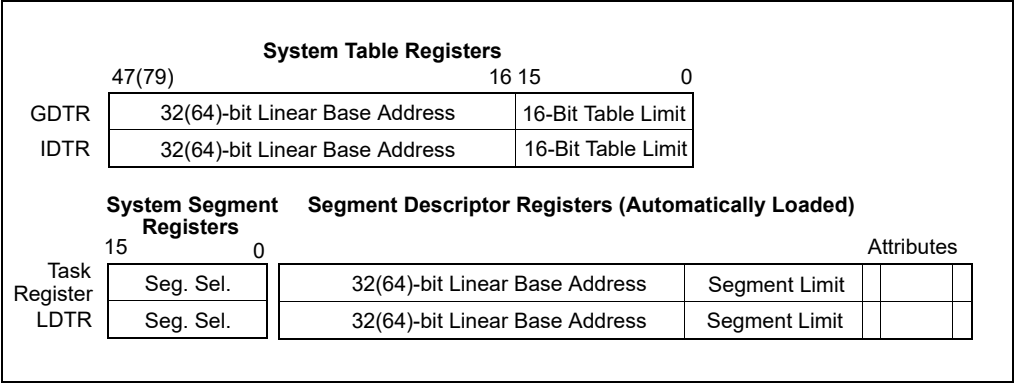 System Table Registers
47(79) 16 15 0
GDTR 32(64)-bit Linear Base Address 16-Bit Table Limit
IDTR 32(64)-bit Linear Base Address 16-Bit Table Limit
System Segment Registers Segment Descriptor Registers (Automatically Loaded)
15 0 Attributes
Task Register Seg. Sel. 32(64)-bit Linear Base Address Segment Limit
LDTR Seg. Sel. 32(64)-bit Linear Base Address Segment Limit